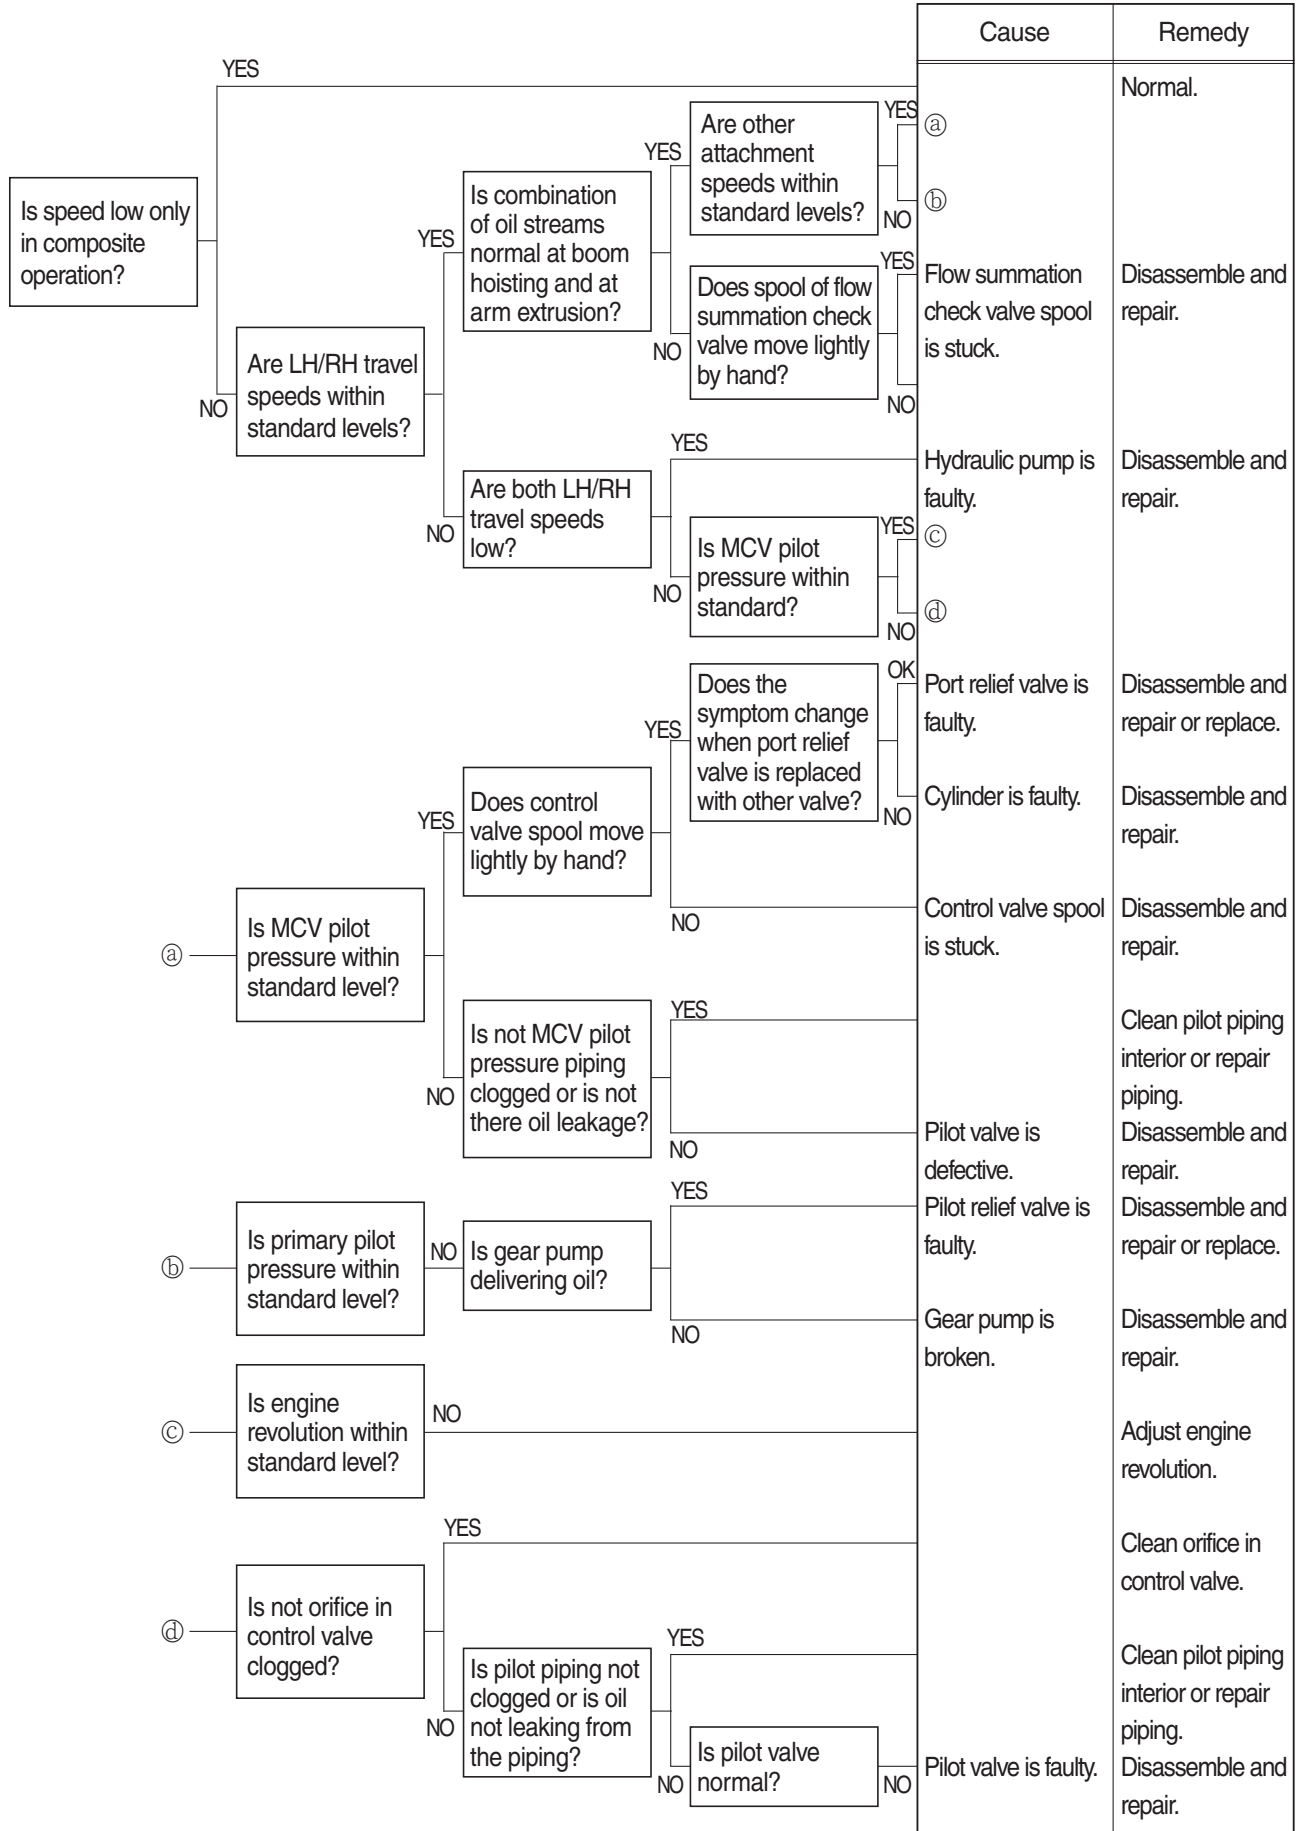 Cause
Remedy
YES
Normal.
Is speed low only
in composite
operation?
NO
Are LH/RH travel
speeds within
standard levels?
YES
Is combination
of oil streams
normal at boom
hoisting and at
arm extrusion?
YES
Are other
attachment
speeds within
standard levels?
YES
ⓐ
NO
ⓑ
NO
Does spool of flow
summation check
valve move lightly
by hand?
YES
NO
Flow summation
check valve spool
is stuck.
Disassemble and
repair.
NO
Are both LH/RH
travel speeds
low?
YES
Hydraulic pump is
faulty.
Disassemble and
repair.
NO
Is MCV pilot
pressure within
standard?
YES
ⓒ
NO
ⓓ
ⓐ
Is MCV pilot
pressure within
standard level?
YES
Does control
valve spool move
lightly by hand?
YES
Does the
symptom change
when port relief
valve is replaced
with other valve?
OK
Port relief valve is
faulty.
Disassemble and
repair or replace.
NO
Cylinder is faulty.
Disassemble and
repair.
NO
Control valve spool
is stuck.
Disassemble and
repair.
NO
Is not MCV pilot
pressure piping
clogged or is not
there oil leakage?
YES
Clean pilot piping
interior or repair
piping.
NO
Pilot valve is
defective.
Disassemble and
repair.
ⓑ
Is primary pilot
pressure within
standard level?
NO
Is gear pump
delivering oil?
YES
Pilot relief valve is
faulty.
Disassemble and
repair or replace.
NO
Gear pump is
broken.
Disassemble and
repair.
ⓒ
Is engine
revolution within
standard level?
NO
Adjust engine
revolution.
ⓓ
Is not orifice in
control valve
clogged?
YES
Clean orifice in
control valve.
NO
Is pilot piping not
clogged or is oil
not leaking from
the piping?
YES
Clean pilot piping
interior or repair
piping.
NO
Is pilot valve
normal?
NO
Pilot valve is faulty.
Disassemble and
repair.